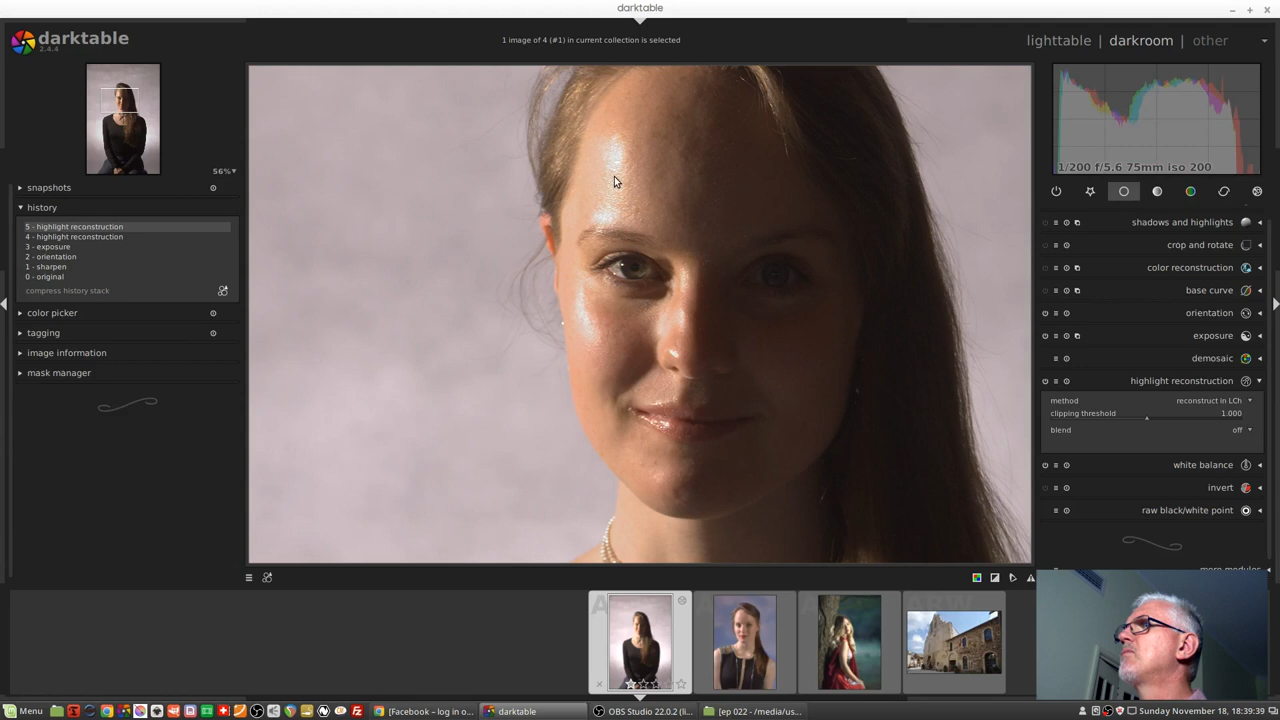 darktable
darktable
2.4.4
1 image of 4 (#1) in current collection is selected
lighttable | darkroom | other
56%
1/200 f/5.6 75mm iso 200
snapshots
history
5 - highlight reconstruction
4 - highlight reconstruction
3 - exposure
2 - orientation
1 - sharpen
0 - original
compress history stack
color picker
tagging
image information
mask manager
shadows and highlights
crop and rotate
color reconstruction
base curve
orientation
exposure
demosaic
highlight reconstruction
method reconstruct in LCh
clipping threshold 1.000
blend off
white balance
invert
raw black/white point
more modules
Menu
[Facebook – log in o...
darktable
OBS Studio 22.0.2 (li...
[ep 022 - /media/us...
Sunday November 18, 18:39:39